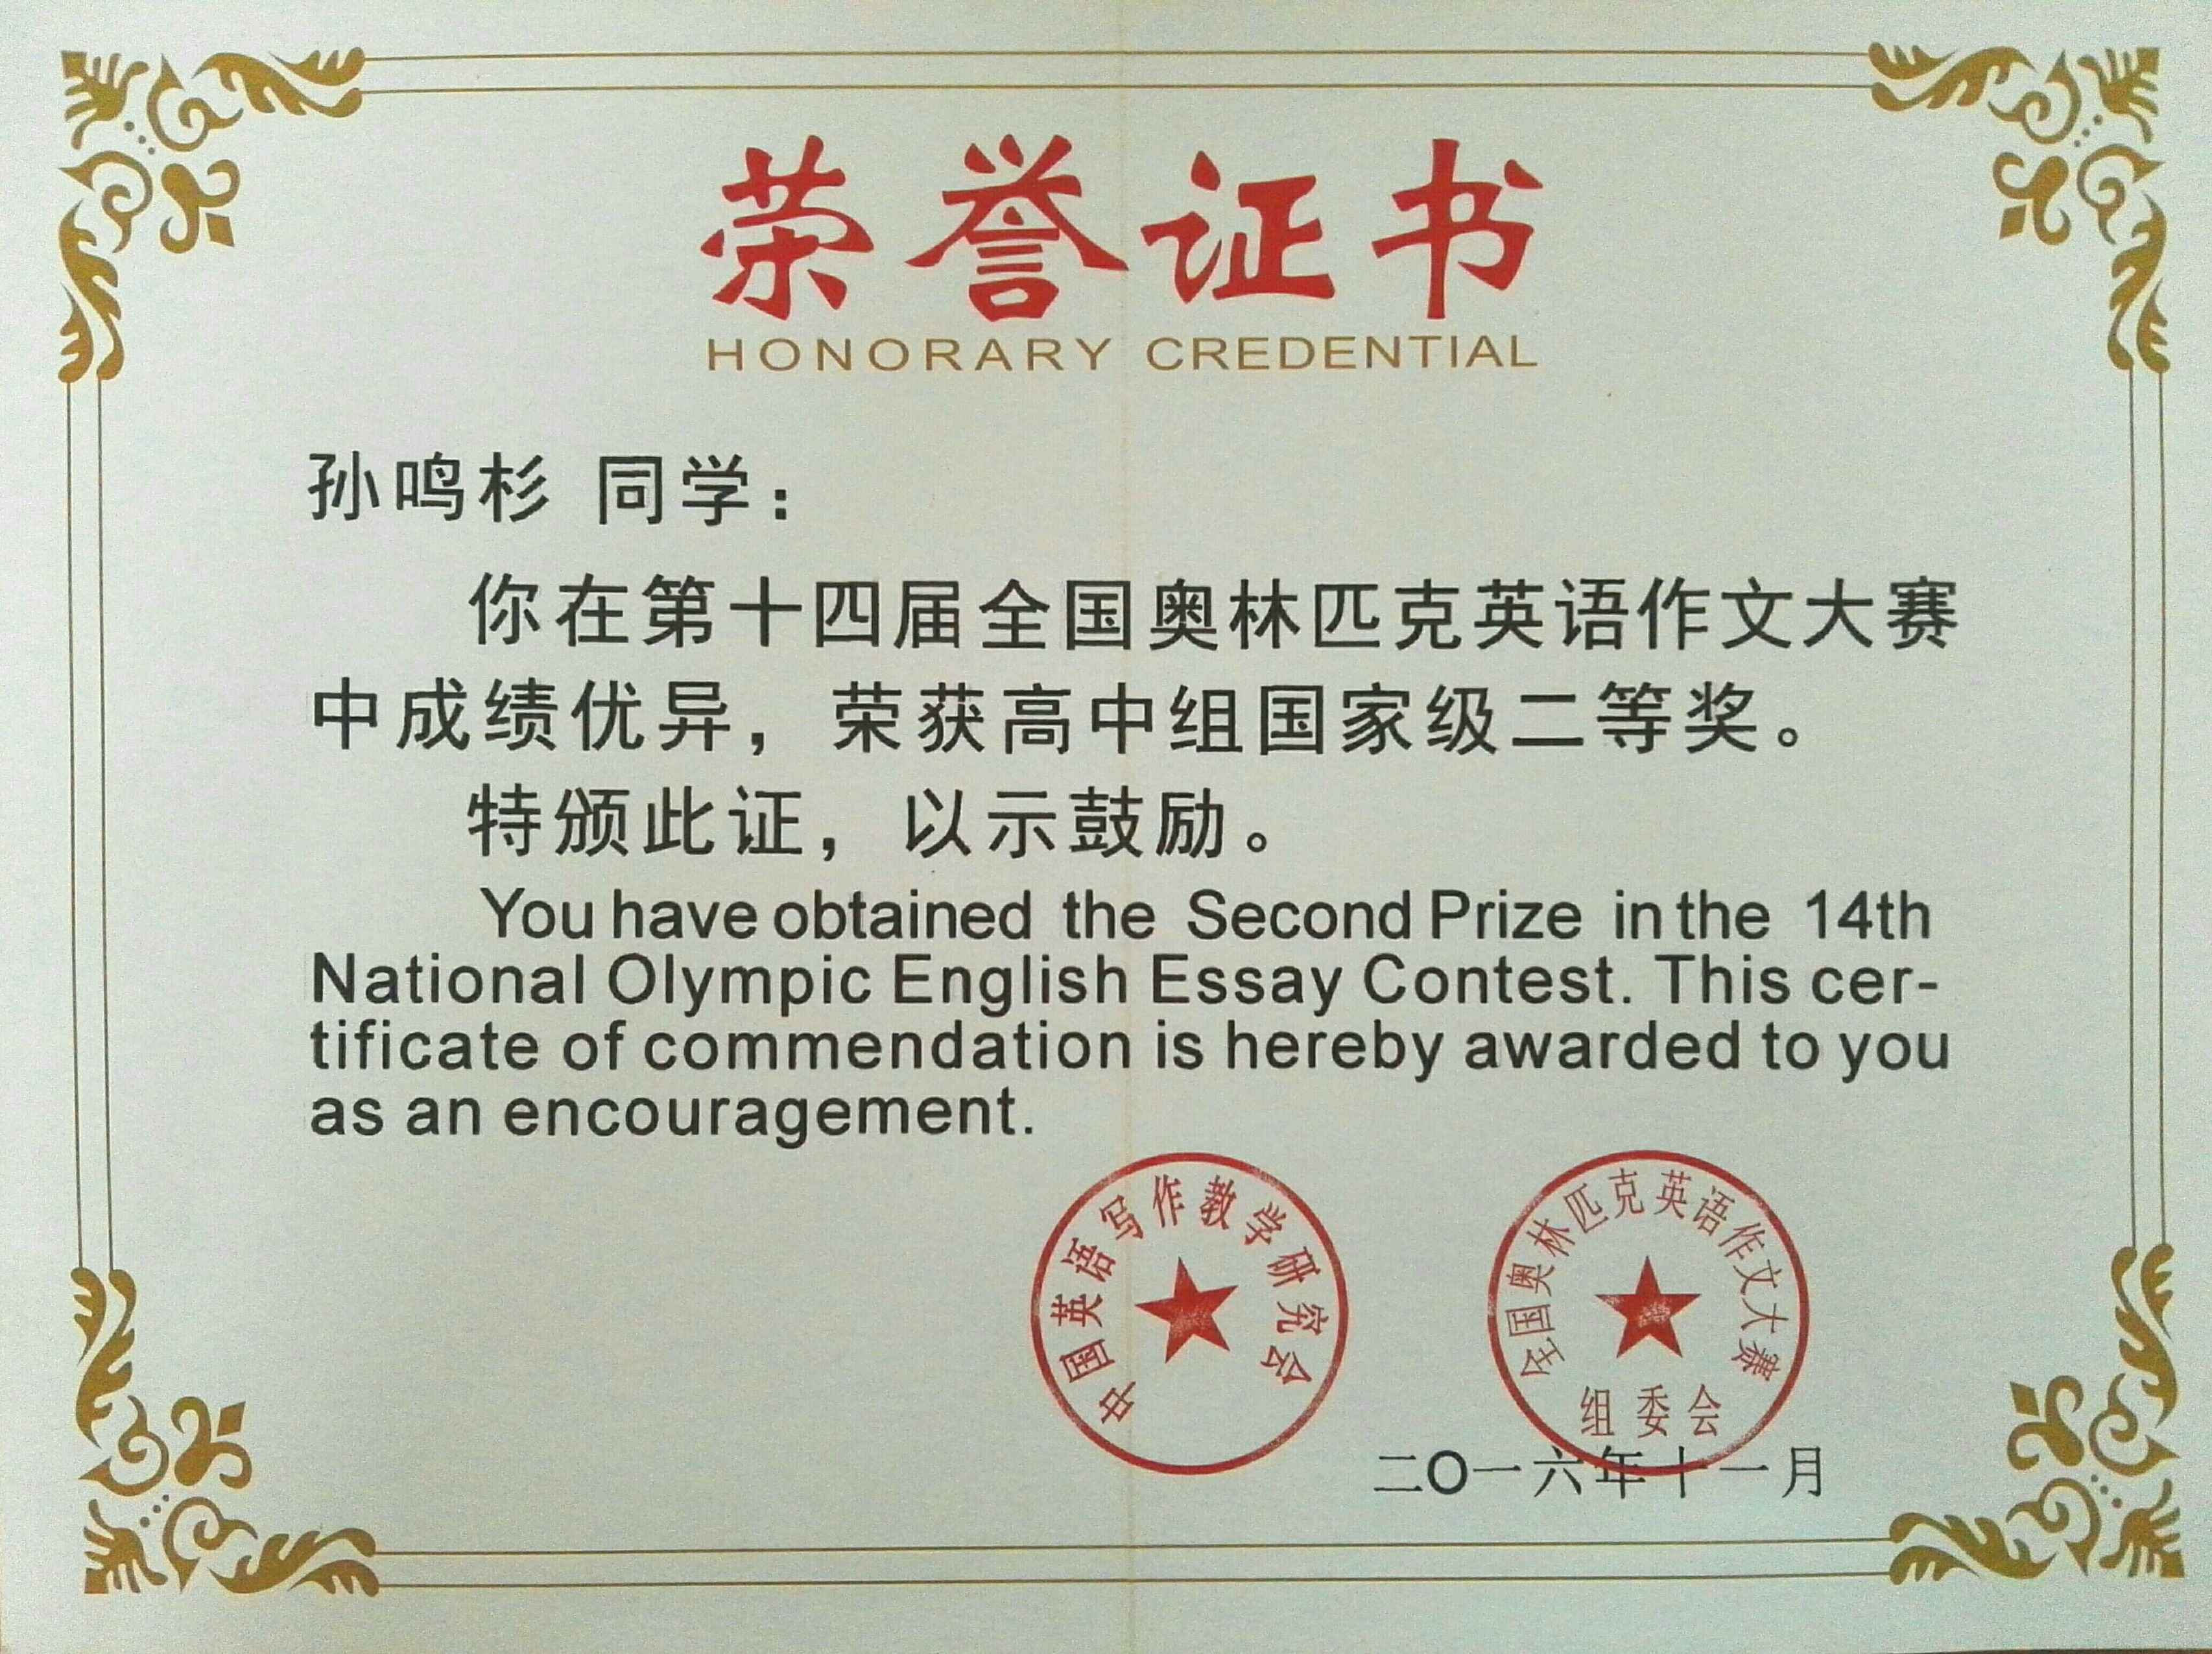 荣誉证书
HONORARY CREDENTIAL
孙鸣杉 同学：
你在第十四届全国奥林匹克英语作文大赛
中成绩优异，荣获高中组国家级二等奖。
特颁此证，以示鼓励。
You have obtained the Second Prize in the 14th
National Olympic English Essay Contest. This cer-
tificate of commendation is hereby awarded to you
as an encouragement.
中国英语写作教学研究会
全国奥林匹克英语作文大赛
组委会
二〇一六年十一月